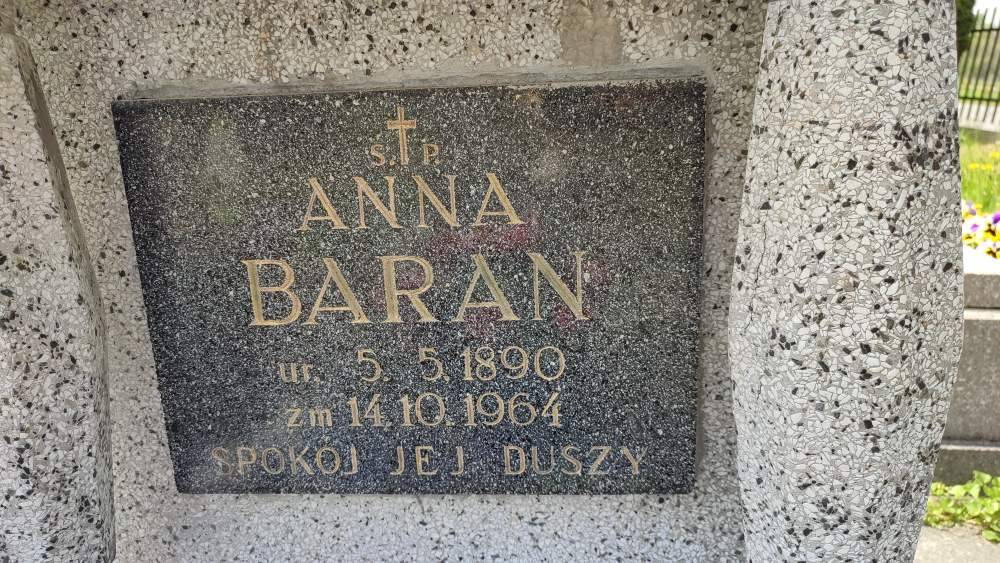 Ś.P.
ANNA
BARAN
ur. 5. 5. 1890
zm 14. 10. 1964
SPOKÓJ JEJ DUSZY